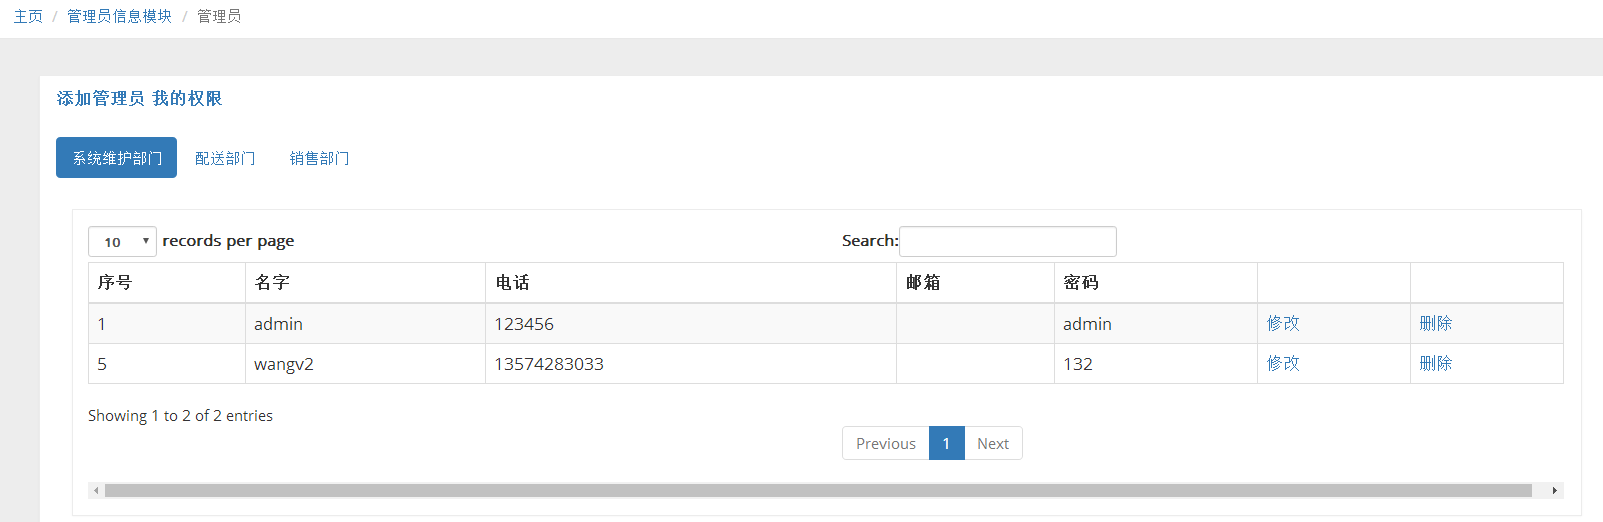 主页 / 管理员信息模块 / 管理员
添加管理员 我的权限
系统维护部门 配送部门 销售部门
10 records per page Search:
序号 名字 电话 邮箱 密码
1 admin 123456 admin 修改 删除
5 wangv2 13574283033 132 修改 删除
Showing 1 to 2 of 2 entries
Previous 1 Next